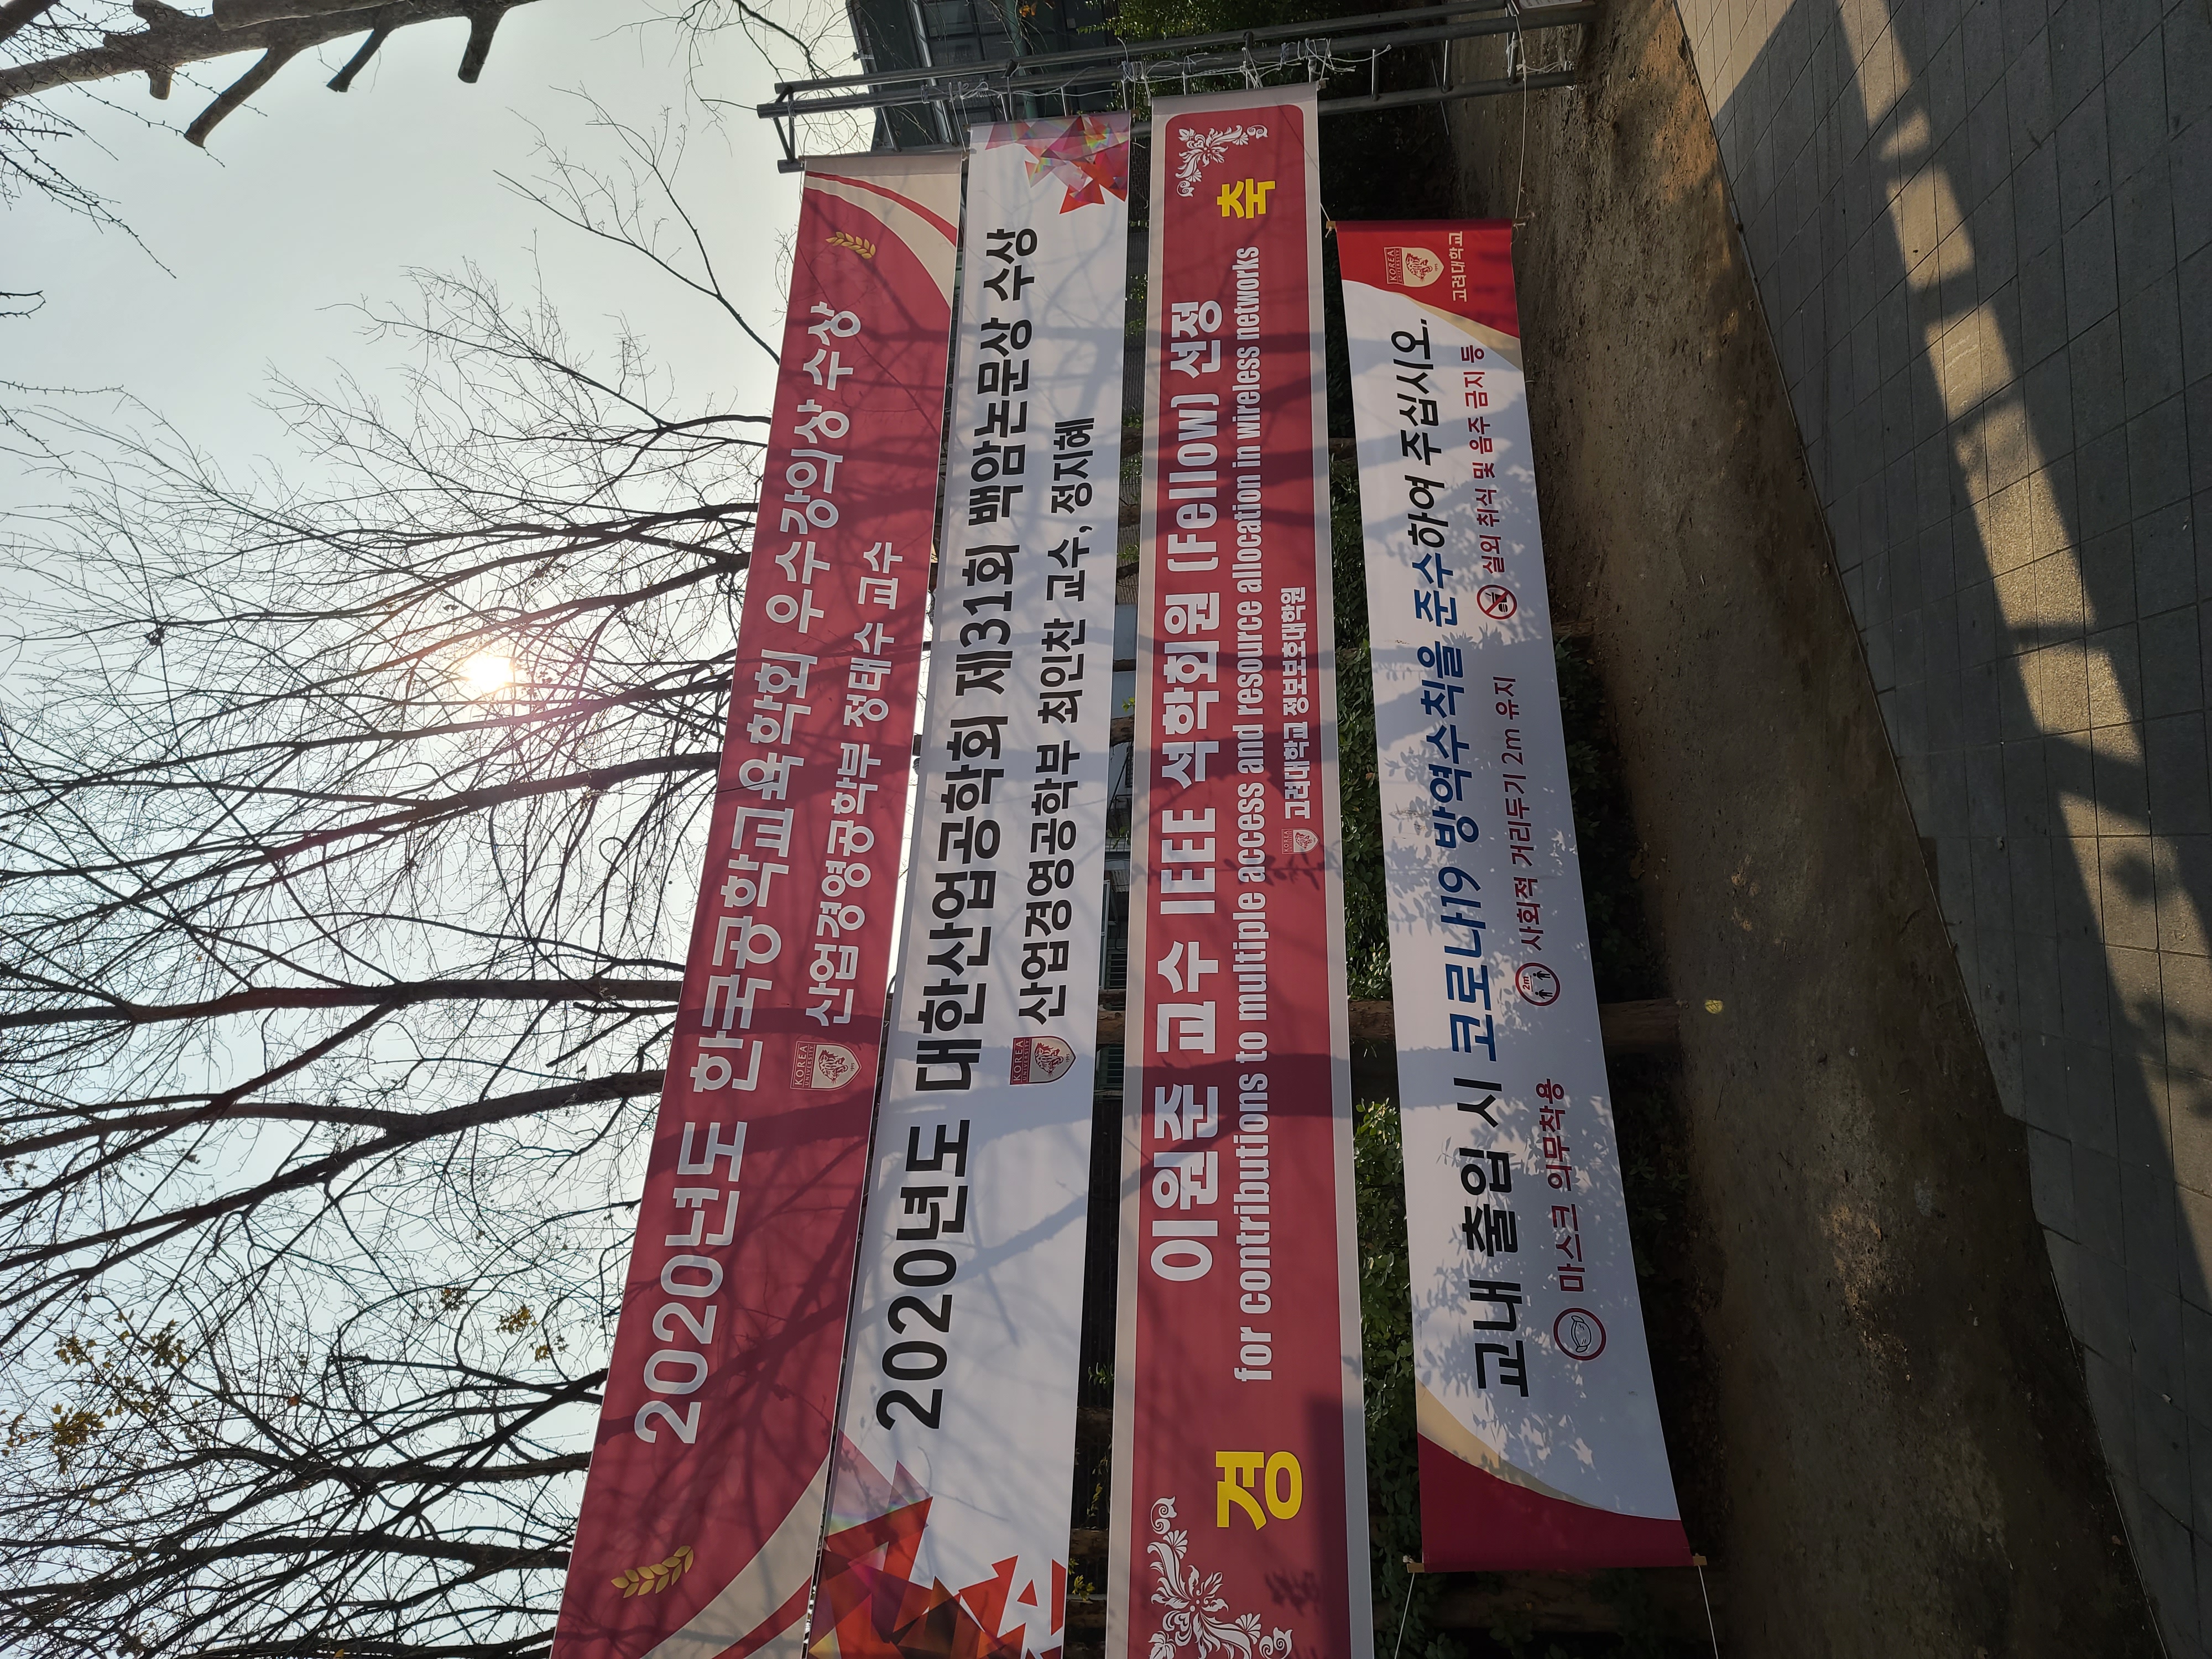 2020년도 한국공학교육학회 우수강의상 수상
KOREA
UNIVERSITY
산업경영공학부 정태수 교수
2020년도 대한산업공학회 제31회 백암논문상 수상
KOREA
UNIVERSITY
산업경영공학부 최인찬 교수, 정지혜
경 축
이원준 교수 IEEE 석학회원 (Fellow) 선정
for contributions to multiple access and resource allocation in wireless networks
KOREA
고려대학교 정보보호대학원
교내 출입 시 코로나19 방역수칙을 준수하여 주십시오.
마스크 의무착용
2m
사회적 거리두기 2m 유지
실외 취식 및 음주 금지 등
KOREA
UNIVERSITY
고려대학교